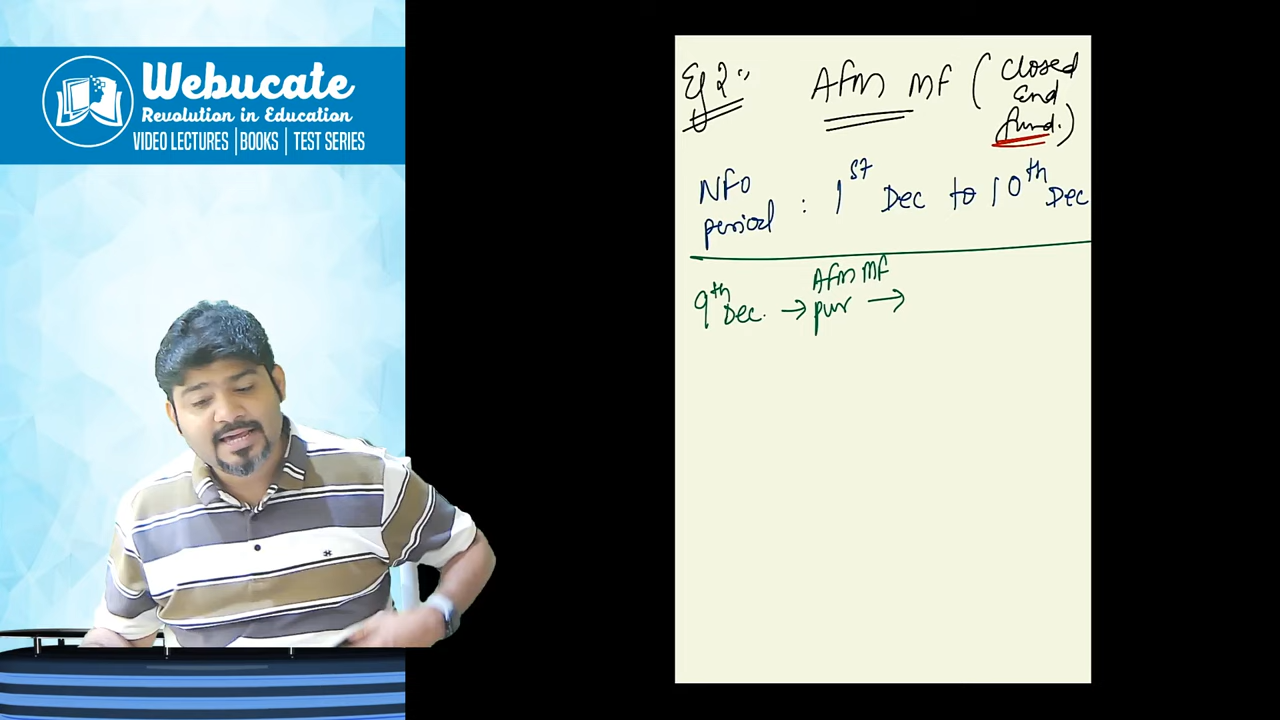 Webucate
Revolution in Education
VIDEO LECTURES | BOOKS | TEST SERIES
Eg 2:- AFM MF ( Closed
End
fund. )
NFO
period : 1st Dec to 10th Dec
AFM MF
9th Dec. → pur →